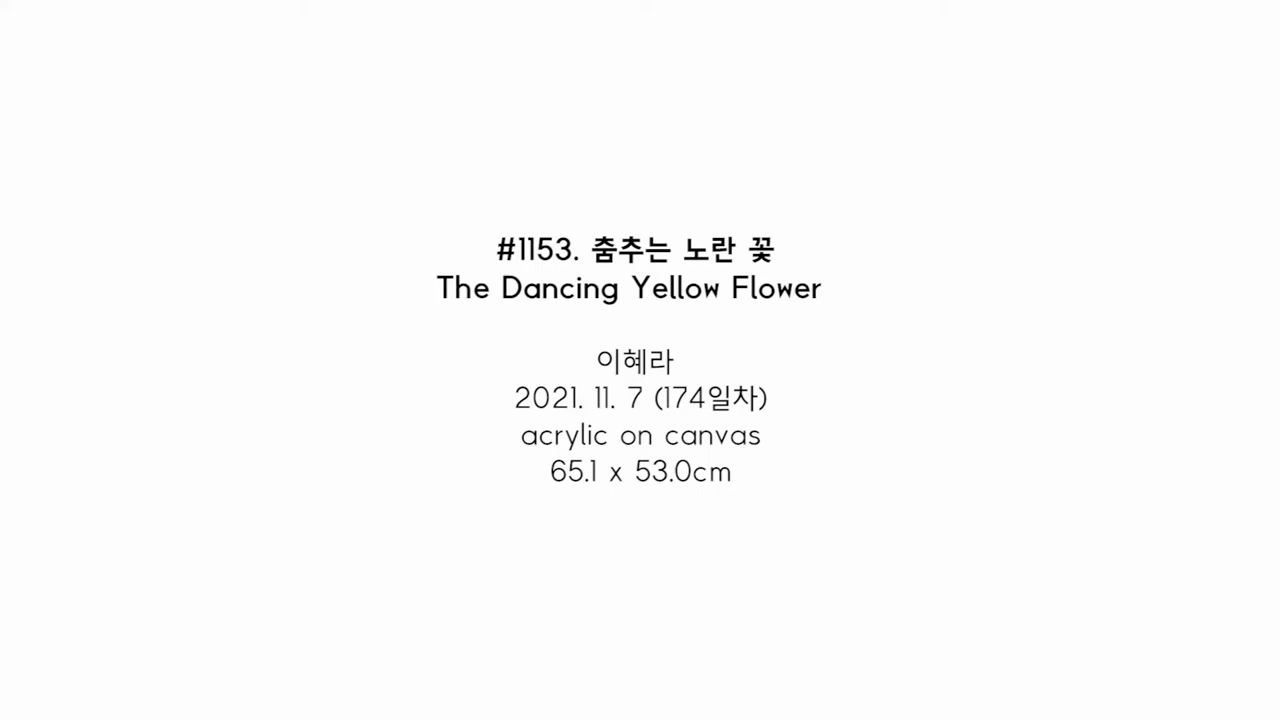 #1153. 춤추는 노란 꽃
The Dancing Yellow Flower
이혜라
2021. 11. 7 (174일차)
acrylic on canvas
65.1 x 53.0cm